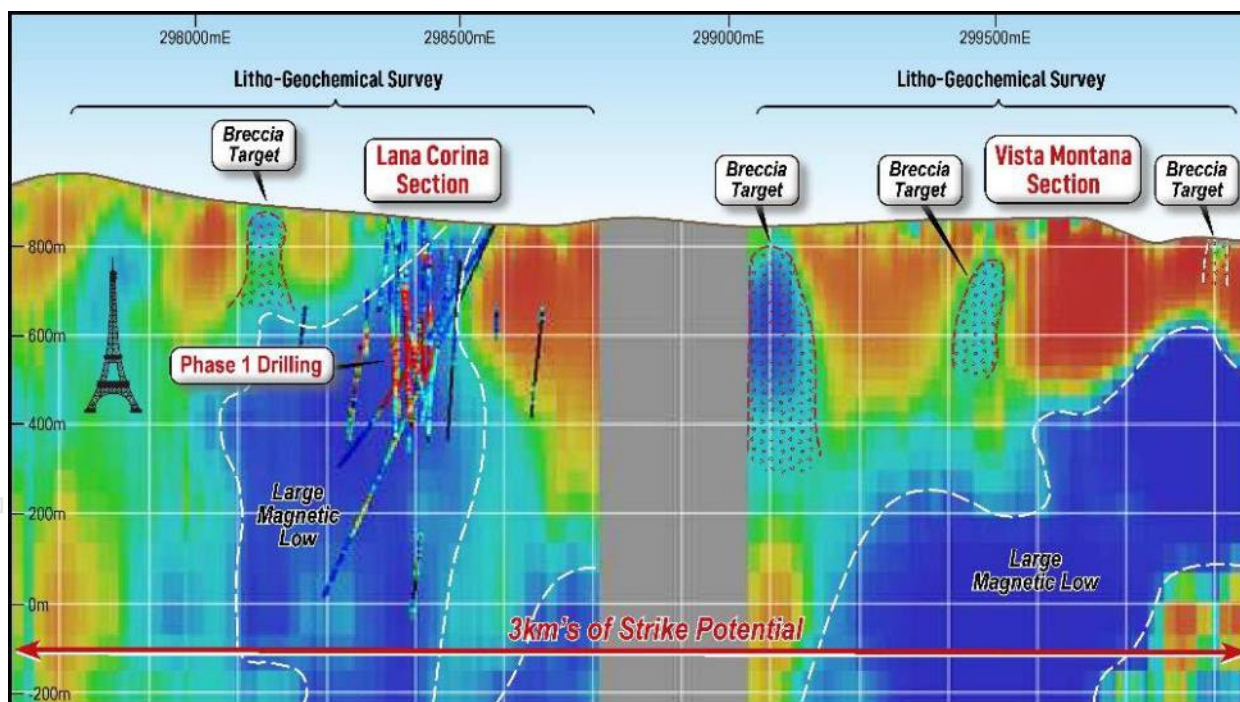 298000mE
298500mE
299000mE
299500mE
Litho-Geochemical Survey
Litho-Geochemical Survey
Breccia
Target
Lana Corina
Section
Breccia
Target
Breccia
Target
Vista Montana
Section
Breccia
Target
800m
600m
Phase 1 Drilling
400m
Large
Magnetic
Low
200m
Large
Magnetic Low
0m
3km's of Strike Potential
-200m